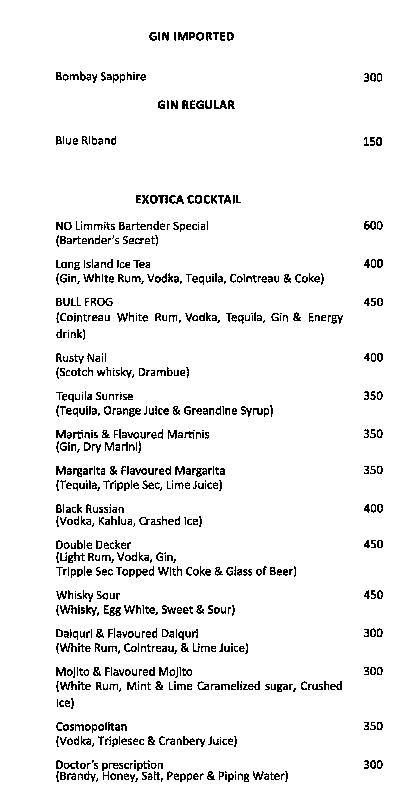 GIN IMPORTED
Bombay Sapphire 300
GIN REGULAR
Blue Riband 150
EXOTICA COCKTAIL
NO Limmits Bartender Special 600
(Bartender's Secret)
Long Island Ice Tea 400
(Gin, White Rum, Vodka, Tequila, Cointreau & Coke)
BULL FROG 450
(Cointreau White Rum, Vodka, Tequila, Gin & Energy
drink)
Rusty Nail 400
(Scotch whisky, Drambue)
Tequila Sunrise 350
(Tequila, Orange Juice & Greandine Syrup)
Martinis & Flavoured Martinis 350
(Gin, Dry Marini)
Margarita & Flavoured Margarita 350
(Tequila, Tripple Sec, Lime Juice)
Black Russian 400
(Vodka, Kahlua, Crashed Ice)
Double Decker 450
(Light Rum, Vodka, Gin,
Tripple Sec Topped With Coke & Glass of Beer)
Whisky Sour 450
(Whisky, Egg White, Sweet & Sour)
Daiquri & Flavoured Daiquri 300
(White Rum, Cointreau, & Lime Juice)
Mojito & Flavoured Mojito 300
(White Rum, Mint & Lime Caramelized sugar, Crushed
Ice)
Cosmopolitan 350
(Vodka, Triplesec & Cranbery Juice)
Doctor's prescription 300
(Brandy, Honey, Salt, Pepper & Piping Water)